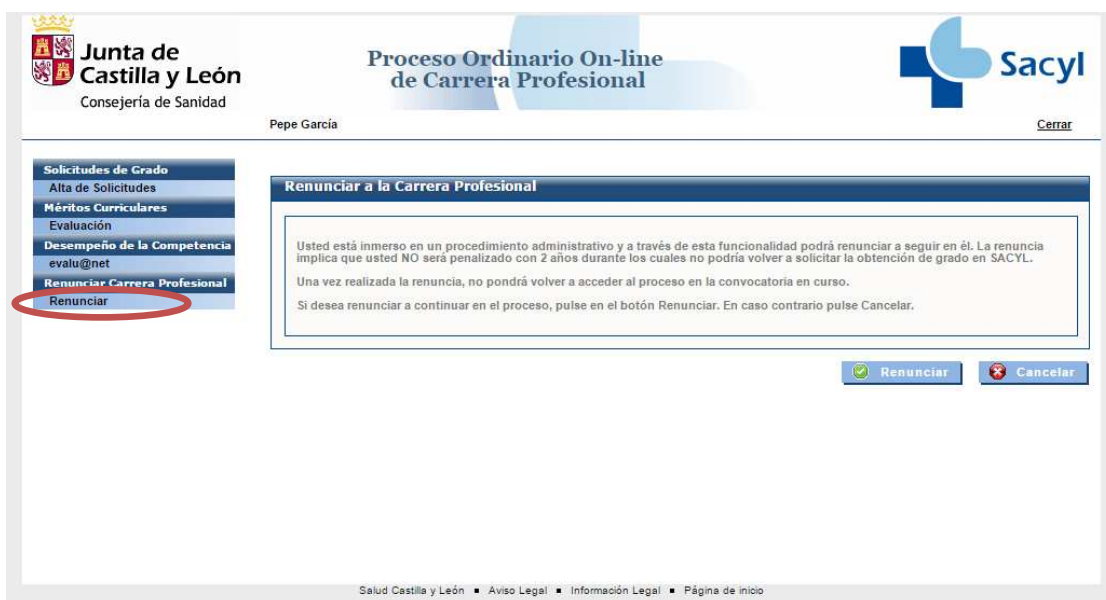 Junta de
Castilla y León
Consejería de Sanidad
Proceso Ordinario On-line
de Carrera Profesional
Sacyl
Pepe García
Cerrar
Solicitudes de Grado
Alta de Solicitudes
Méritos Curriculares
Evaluación
Desempeño de la Competencia
evalu@net
Renunciar Carrera Profesional
Renunciar
Renunciar a la Carrera Profesional
Usted está inmerso en un procedimiento administrativo y a través de esta funcionalidad podrá renunciar a seguir en él. La renuncia
implica que usted NO será penalizado con 2 años durante los cuales no podría volver a solicitar la obtención de grado en SACYL.
Una vez realizada la renuncia, no pondrá volver a acceder al proceso en la convocatoria en curso.
Si desea renunciar a continuar en el proceso, pulse en el botón Renunciar. En caso contrario pulse Cancelar.
Renunciar
Cancelar
Salud Castilla y León ▪ Aviso Legal ▪ Información Legal ▪ Página de inicio